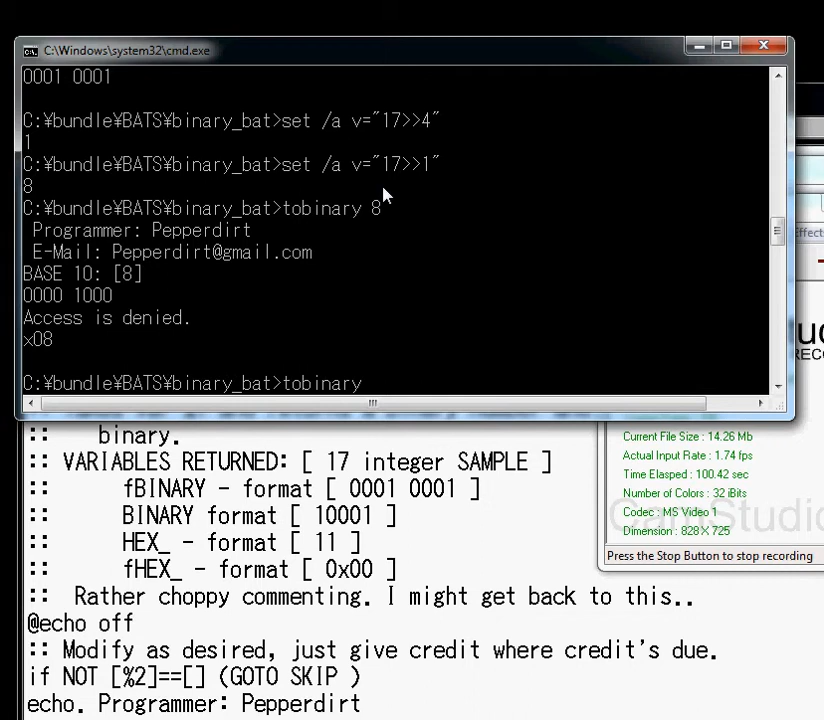 C:\Windows\system32\cmd.exe
0001 0001
C:¥bundle¥BATS¥binary_bat>set /a v="17>>4"
1
C:¥bundle¥BATS¥binary_bat>set /a v="17>>1"
8
C:¥bundle¥BATS¥binary_bat>tobinary 8
Programmer: Pepperdirt
E-Mail: Pepperdirt@gmail.com
BASE 10: [8]
0000 1000
Access is denied.
x08
C:¥bundle¥BATS¥binary_bat>tobinary
Effects
:: binary.
:: VARIABLES RETURNED: [ 17 integer SAMPLE ]
:: fBINARY - format [ 0001 0001 ]
:: BINARY format [ 10001 ]
:: HEX_ - format [ 11 ]
:: fHEX_ - format [ 0x00 ]
:: Rather choppy commenting. I might get back to this..
@echo off
:: Modify as desired, just give credit where credit's due.
if NOT [%2]==[] (GOTO SKIP )
echo. Programmer: Pepperdirt
Current File Size : 14.26 Mb
Actual Input Rate : 1.74 fps
Time Elasped : 100.42 sec
Number of Colors : 32 iBits
Codec : MS Video 1
Dimension : 828 X 725
CamStudio
Press the Stop Button to stop recording